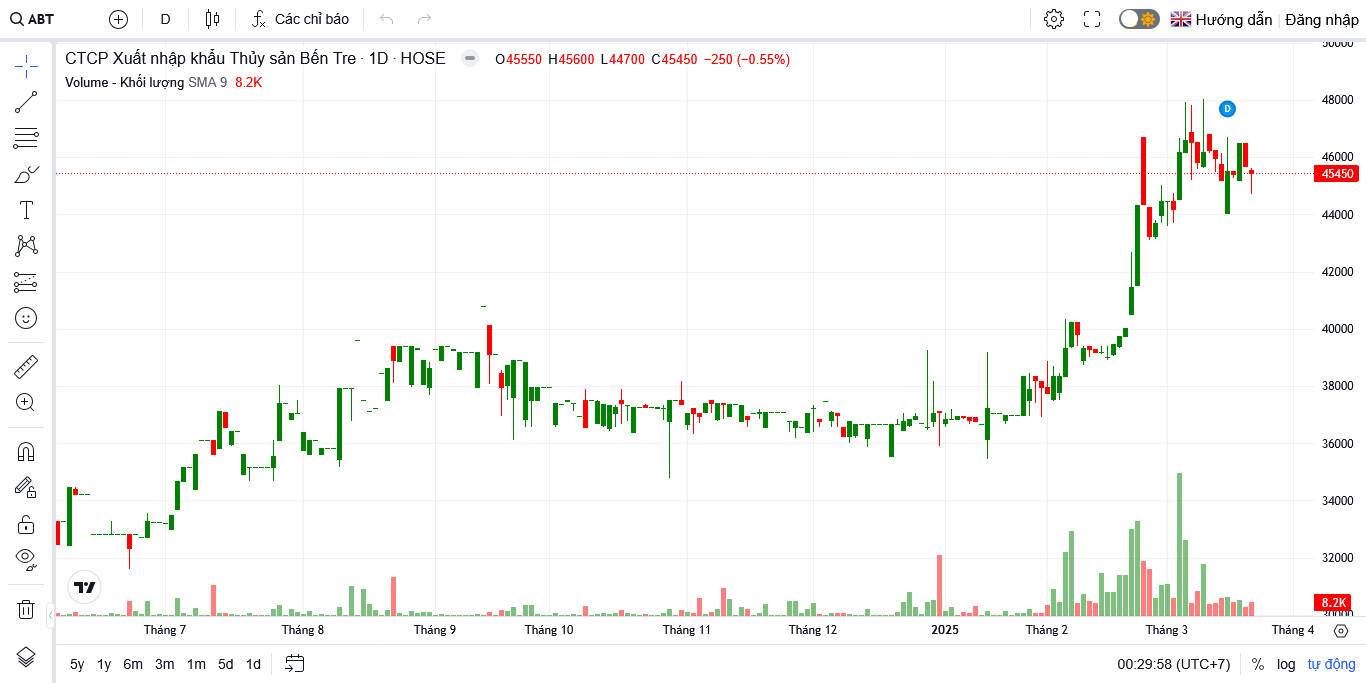 ABT D Các chỉ báo Hướng dẫn Đăng nhập
CTCP Xuất nhập khẩu Thủy sản Bến Tre · 1D · HOSE O45550 H45600 L44700 C45450 −250 (−0.55%)
Volume - Khối lượng SMA 9 8.2K
D
50000
48000
46000
45450
44000
42000
40000
38000
36000
34000
32000
8.2K
30000
Tháng 7 Tháng 8 Tháng 9 Tháng 10 Tháng 11 Tháng 12 2025 Tháng 2 Tháng 3 Tháng 4
5y 1y 6m 3m 1m 5d 1d 00:29:58 (UTC+7) % log tự động